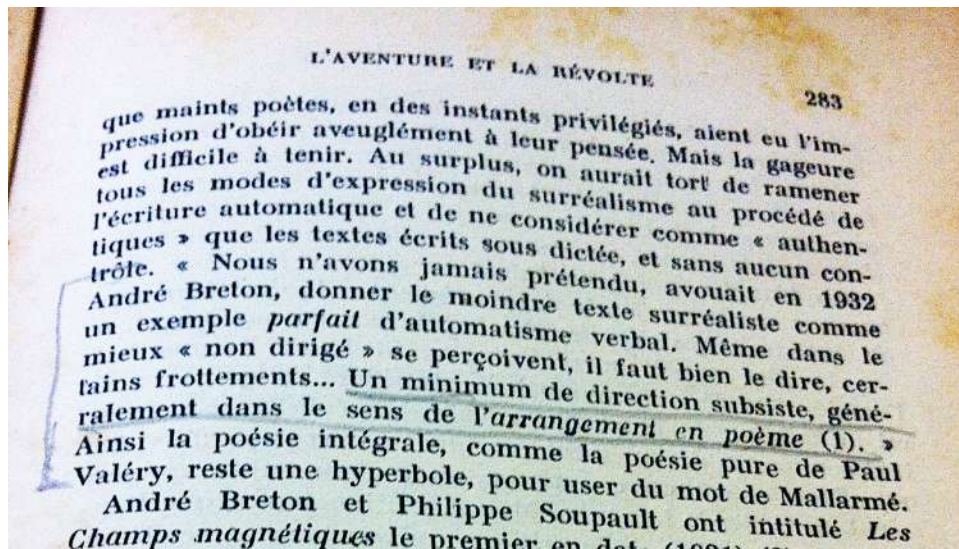 L'AVENTURE ET LA RÉVOLTE
283
que maints poètes, en des instants privilégiés, aient eu l'im-
pression d'obéir aveuglément à leur pensée. Mais la gageure
est difficile à tenir. Au surplus, on aurait tort de ramener
tous les modes d'expression du surréalisme au procédé de
l'écriture automatique et de ne considérer comme « authen-
tiques » que les textes écrits sous dictée, et sans aucun con-
trôle. « Nous n'avons jamais prétendu, avouait en 1932
André Breton, donner le moindre texte surréaliste comme
un exemple parfait d'automatisme verbal. Même dans le
mieux « non dirigé » se perçoivent, il faut bien le dire, cer-
tains frottements... Un minimum de direction subsiste, géné-
ralement dans le sens de l'arrangement en poème (1). »
Ainsi la poésie intégrale, comme la poésie pure de Paul
Valéry, reste une hyperbole, pour user du mot de Mallarmé.
André Breton et Philippe Soupault ont intitulé Les
Champs magnétiques le premier en